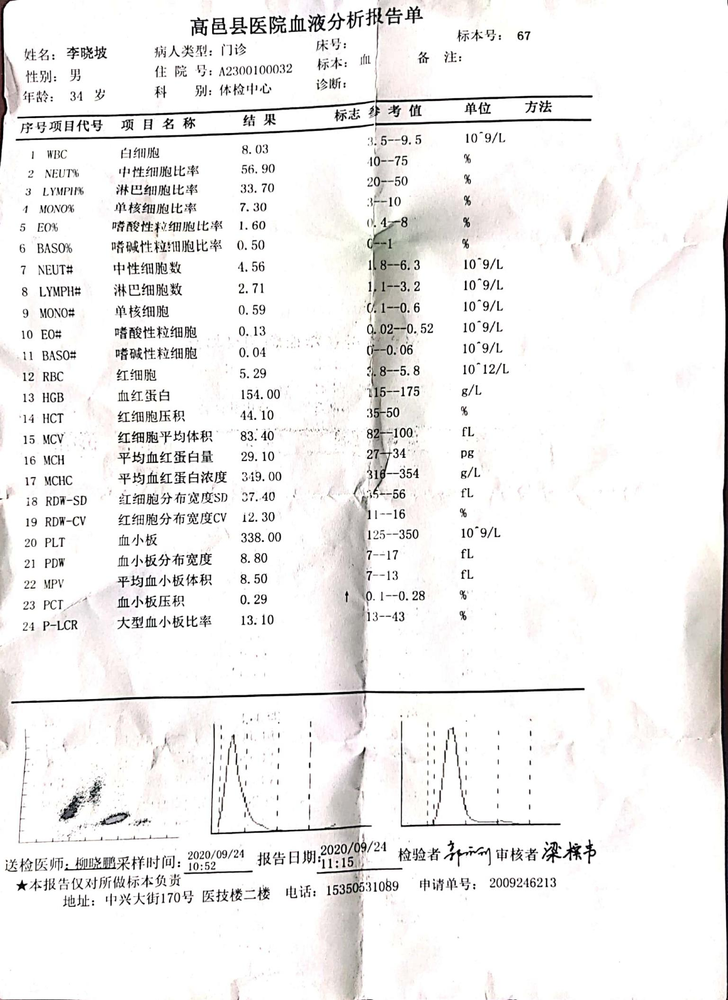 高邑县医院血液分析报告单
标本号: 67
姓名: 李晓坡 病人类型: 门诊 床号:
性别: 男 住院号: A2300100032 标本: 血 备 注:
年龄: 34 岁 科 别: 体检中心 诊断:
序号 项目代号 项目名称 结果 标志 参考值 单位 方法
1 WBC 白细胞 8.03 3.5--9.5 10^9/L
2 NEUT% 中性细胞比率 56.90 40--75 %
3 LYMPH% 淋巴细胞比率 33.70 20--50 %
4 MONO% 单核细胞比率 7.30 3--10 %
5 EO% 嗜酸性粒细胞比率 1.60 0.4--8 %
6 BASO% 嗜碱性粒细胞比率 0.50 0--1 %
7 NEUT# 中性细胞数 4.56 1.8--6.3 10^9/L
8 LYMPH# 淋巴细胞数 2.71 1.1--3.2 10^9/L
9 MONO# 单核细胞 0.59 0.1--0.6 10^9/L
10 EO# 嗜酸性粒细胞 0.13 0.02--0.52 10^9/L
11 BASO# 嗜碱性粒细胞 0.04 0--0.06 10^9/L
12 RBC 红细胞 5.29 3.8--5.8 10^12/L
13 HGB 血红蛋白 154.00 115--175 g/L
14 HCT 红细胞压积 44.10 35-50 %
15 MCV 红细胞平均体积 83.40 82--100 fL
16 MCH 平均血红蛋白量 29.10 27--34 pg
17 MCHC 平均血红蛋白浓度 349.00 316--354 g/L
18 RDW-SD 红细胞分布宽度SD 37.40 35--56 fL
19 RDW-CV 红细胞分布宽度CV 12.30 11--16 %
20 PLT 血小板 338.00 125--350 10^9/L
21 PDW 血小板分布宽度 8.80 7--17 fL
22 MPV 平均血小板体积 8.50 7--13 fL
23 PCT 血小板压积 0.29 ↑ 0.1--0.28 %
24 P-LCR 大型血小板比率 13.10 13--43 %
送检医师: 柳晓鹏 采样时间: 2020/09/24 10:52 报告日期: 2020/09/24 11:15 检验者 审核者
★本报告仅对所做标本负责
地址: 中兴大街170号 医技楼二楼 电话: 15350531089 申请单号: 2009246213